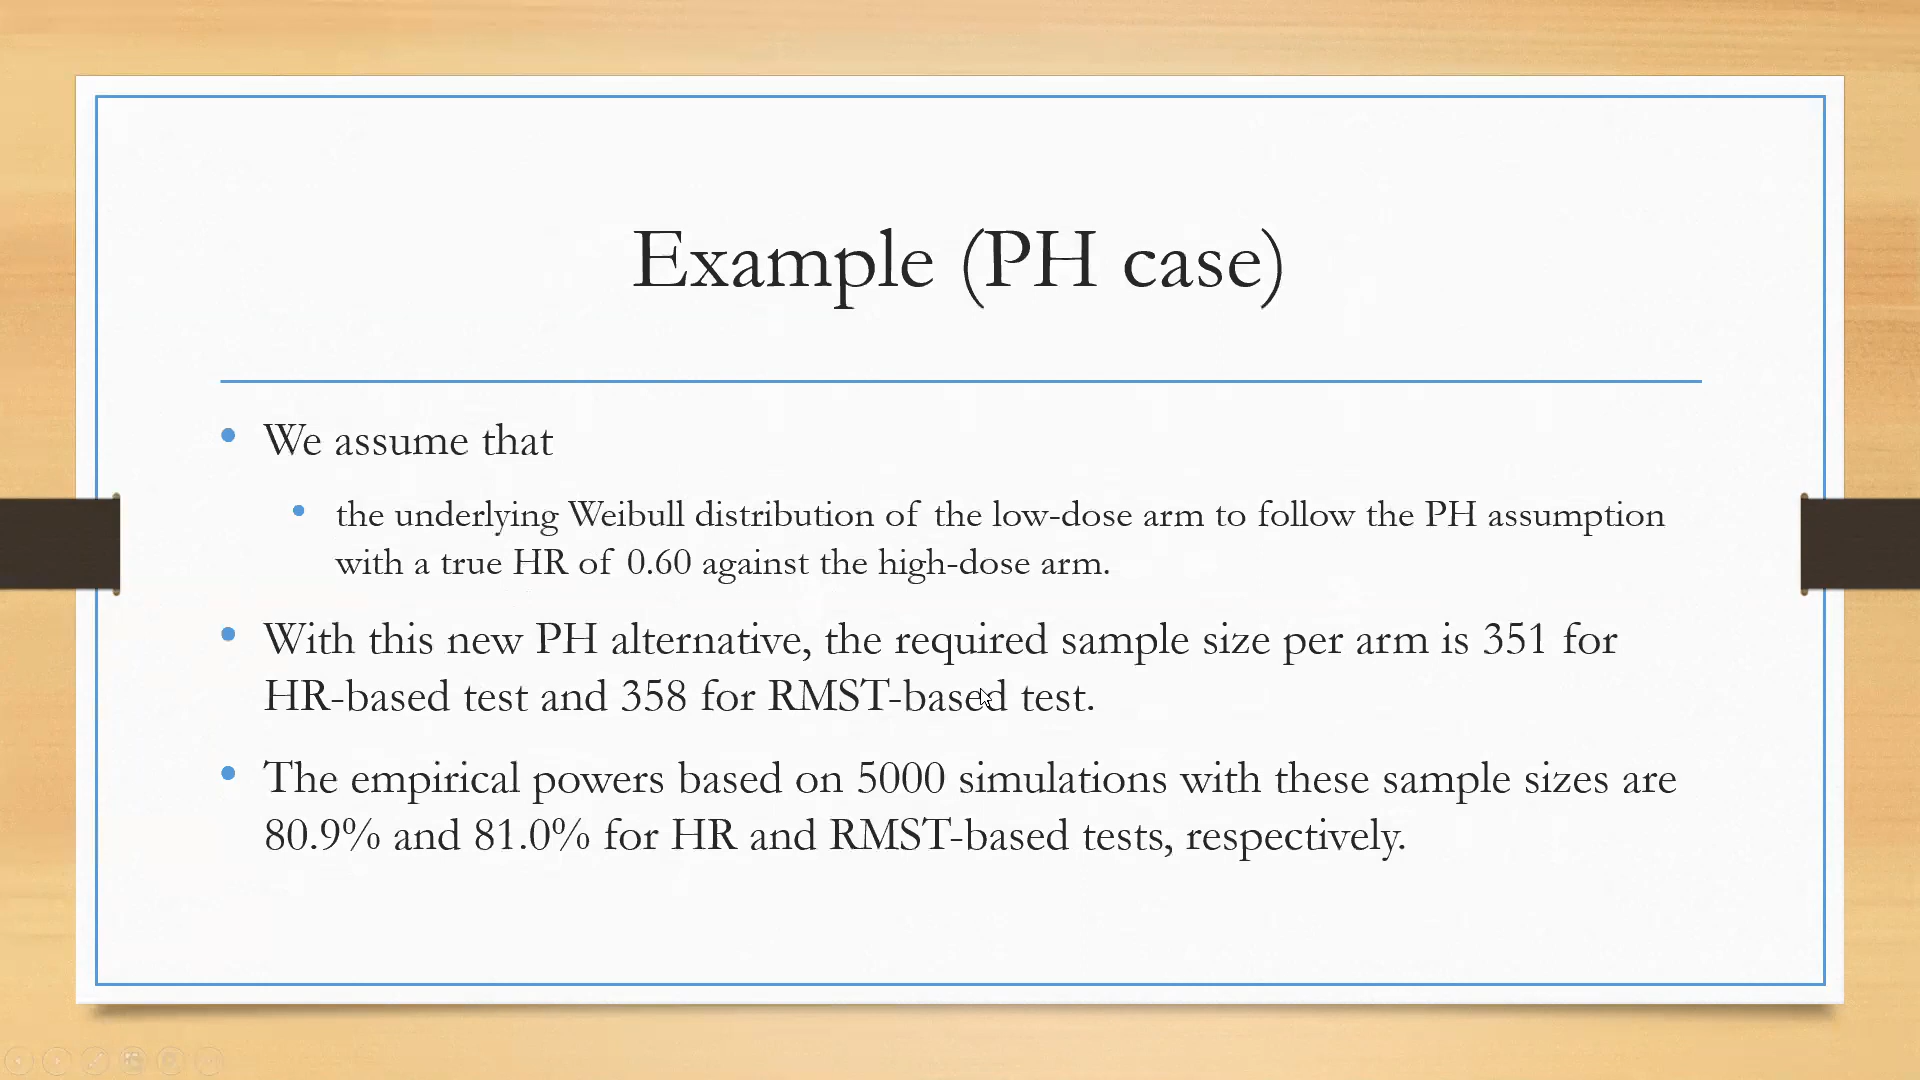 Example (PH case)
• We assume that
• the underlying Weibull distribution of the low-dose arm to follow the PH assumption
with a true HR of 0.60 against the high-dose arm.
• With this new PH alternative, the required sample size per arm is 351 for
HR-based test and 358 for RMST-based test.
• The empirical powers based on 5000 simulations with these sample sizes are
80.9% and 81.0% for HR and RMST-based tests, respectively.